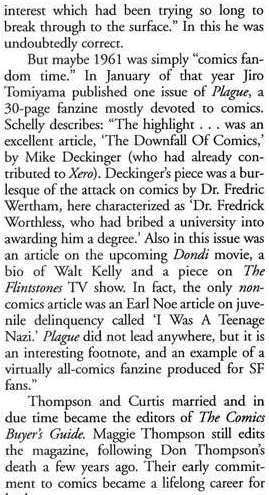 interest which had been trying so long to
break through to the surface.” In this he was
undoubtedly correct.
But maybe 1961 was simply “comics fan-
dom time.” In January of that year Jiro
Tomiyama published one issue of Plague, a
30-page fanzine mostly devoted to comics.
Schelly describes: “The highlight . . . was an
excellent article, ‘The Downfall Of Comics,’
by Mike Deckinger (who had already con-
tributed to Xero). Deckinger’s piece was a bur-
lesque of the attack on comics by Dr. Fredric
Wertham, here characterized as ‘Dr. Fredrick
Worthless, who had bribed a university into
awarding him a degree.’ Also in this issue was
an article on the upcoming Dondi movie, a
bio of Walt Kelly and a piece on The
Flintstones TV show. In fact, the only non-
comics article was an Earl Noe article on juve-
nile delinquency called ‘I Was A Teenage
Nazi.’ Plague did not lead anywhere, but it is
an interesting footnote, and an example of a
virtually all-comics fanzine produced for SF
fans.”
Thompson and Curtis married and in
due time became the editors of The Comics
Buyer’s Guide. Maggie Thompson still edits
the magazine, following Don Thompson’s
death a few years ago. Their early commit-
ment to comics became a lifelong career for